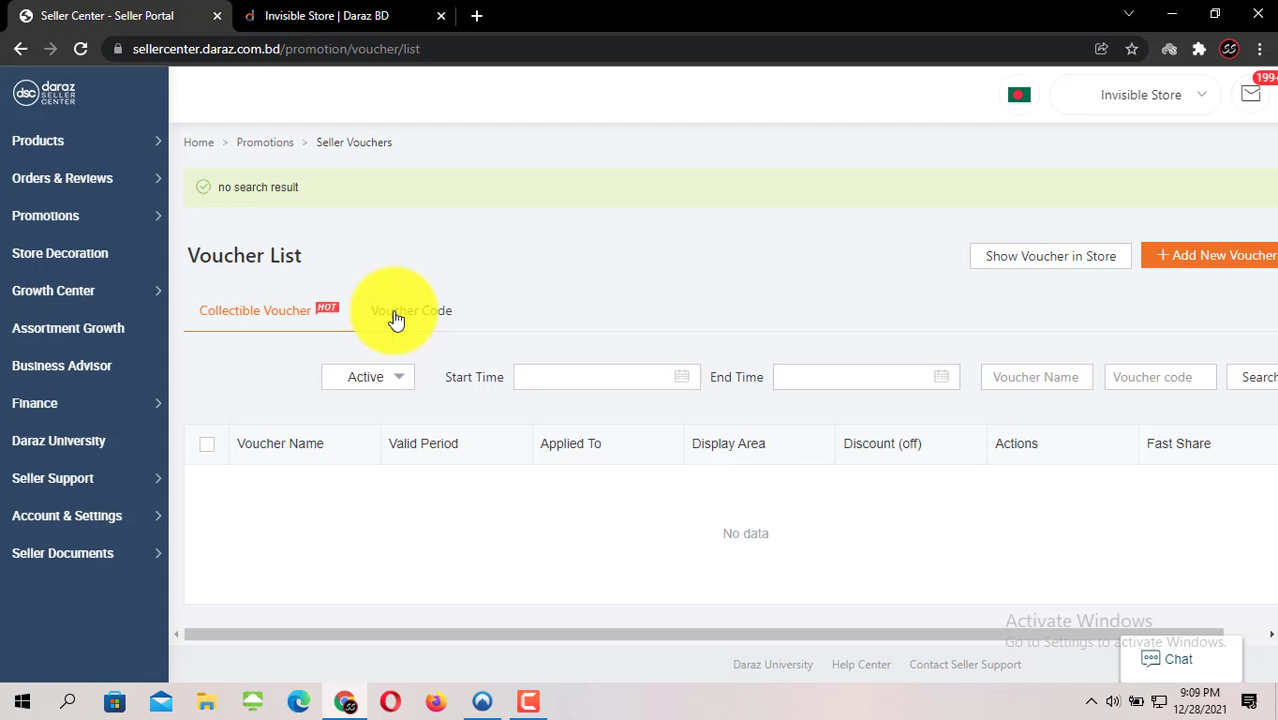 Seller Center - Seller Portal
Invisible Store | Daraz BD
sellercenter.daraz.com.bd/promotion/voucher/list
dsc daraz SELLER CENTER
Invisible Store
199+
Products
Orders & Reviews
Promotions
Store Decoration
Growth Center
Assortment Growth
Business Advisor
Finance
Daraz University
Seller Support
Account & Settings
Seller Documents
Home > Promotions > Seller Vouchers
no search result
Voucher List
Show Voucher in Store
+ Add New Voucher
Collectible Voucher HOT
Voucher Code
Active
Start Time
End Time
Voucher Name
Voucher code
Search
Voucher Name
Valid Period
Applied To
Display Area
Discount (off)
Actions
Fast Share
No data
Activate Windows
Go to Settings to activate Windows.
Daraz University
Help Center
Contact Seller Support
Chat
9:09 PM
12/28/2021